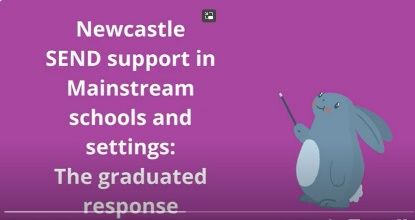 Newcastle
SEND support in
Mainstream
schools and
settings:
The graduated
response